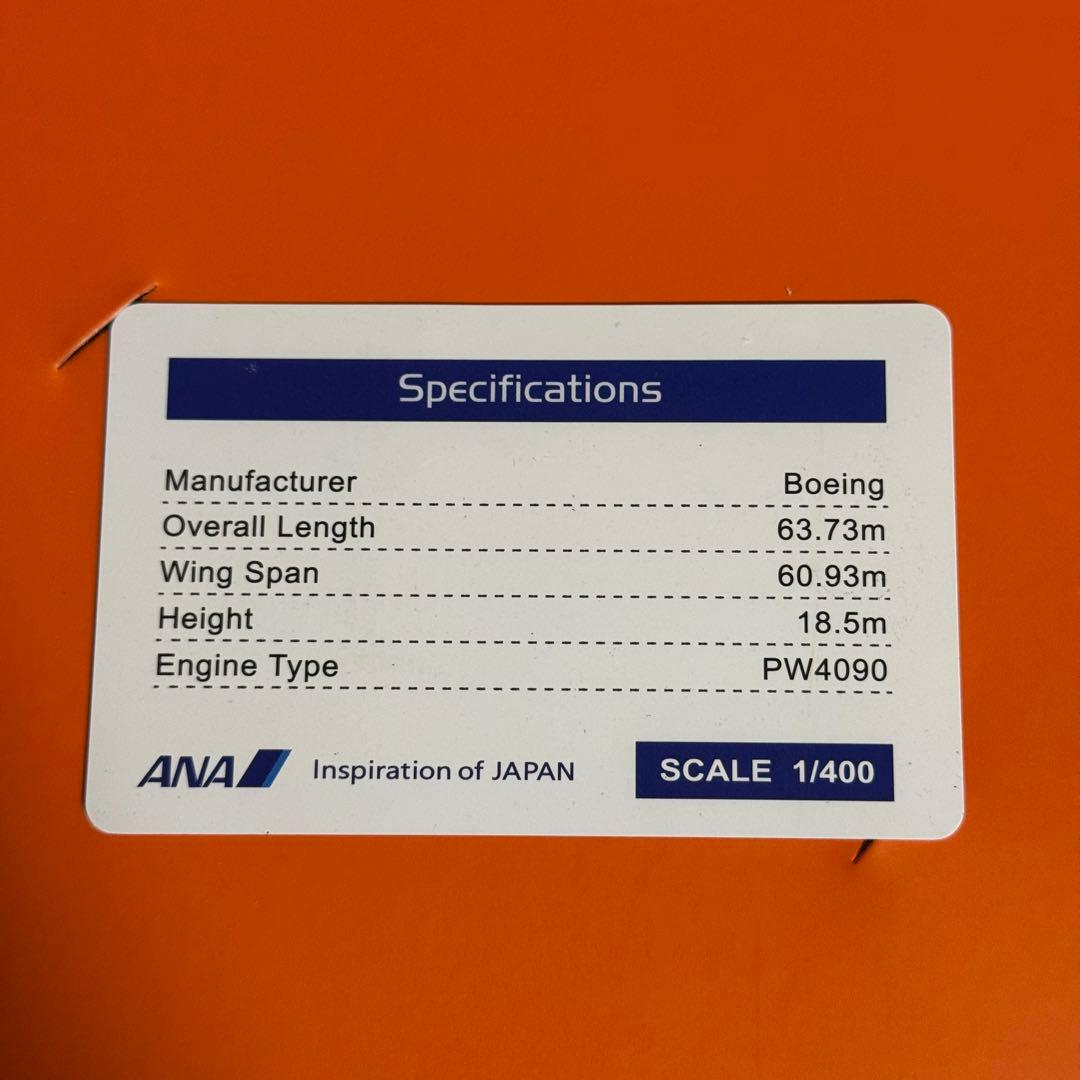 Specifications
Manufacturer Boeing
Overall Length 63.73m
Wing Span 60.93m
Height 18.5m
Engine Type PW4090
ANA Inspiration of JAPAN SCALE 1/400